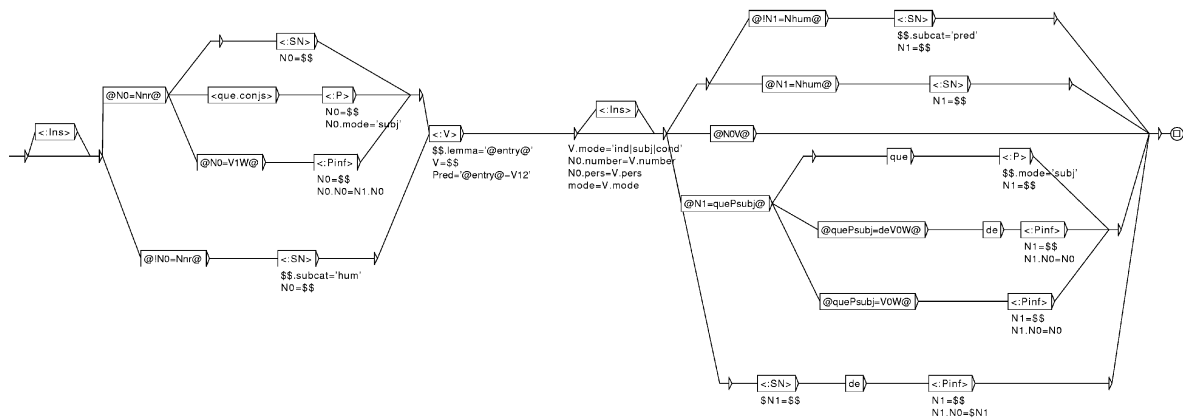 <:Ins>
@N0=Nnr@
<:SN>
N0=$$
<que.conjs>
<:P>
N0=$$
N0.mode='subj'
@N0=V1W@
<:Pinf>
N0=$$
N0.N0=N1.N0
@!N0=Nnr@
<:SN>
$$.subcat='hum'
N0=$$
<:V>
$$.lemma='@entry@'
V=$$
Pred='@entry@-V12'
<:Ins>
V.mode='ind|subj|cond'
N0.number=V.number
N0.pers=V.pers
mode=V.mode
@!N1=Nhum@
<:SN>
$$.subcat='pred'
N1=$$
@N1=Nhum@
<:SN>
N1=$$
@N0V@
@N1=quePsubj@
que
<:P>
$$.mode='subj'
N1=$$
@quePsubj=deV0W@
de
<:Pinf>
N1=$$
N1.N0=N0
@quePsubj=V0W@
<:Pinf>
N1=$$
N1.N0=N0
<:SN>
$N1=$$
de
<:Pinf>
N1=$$
N1.N0=$N1